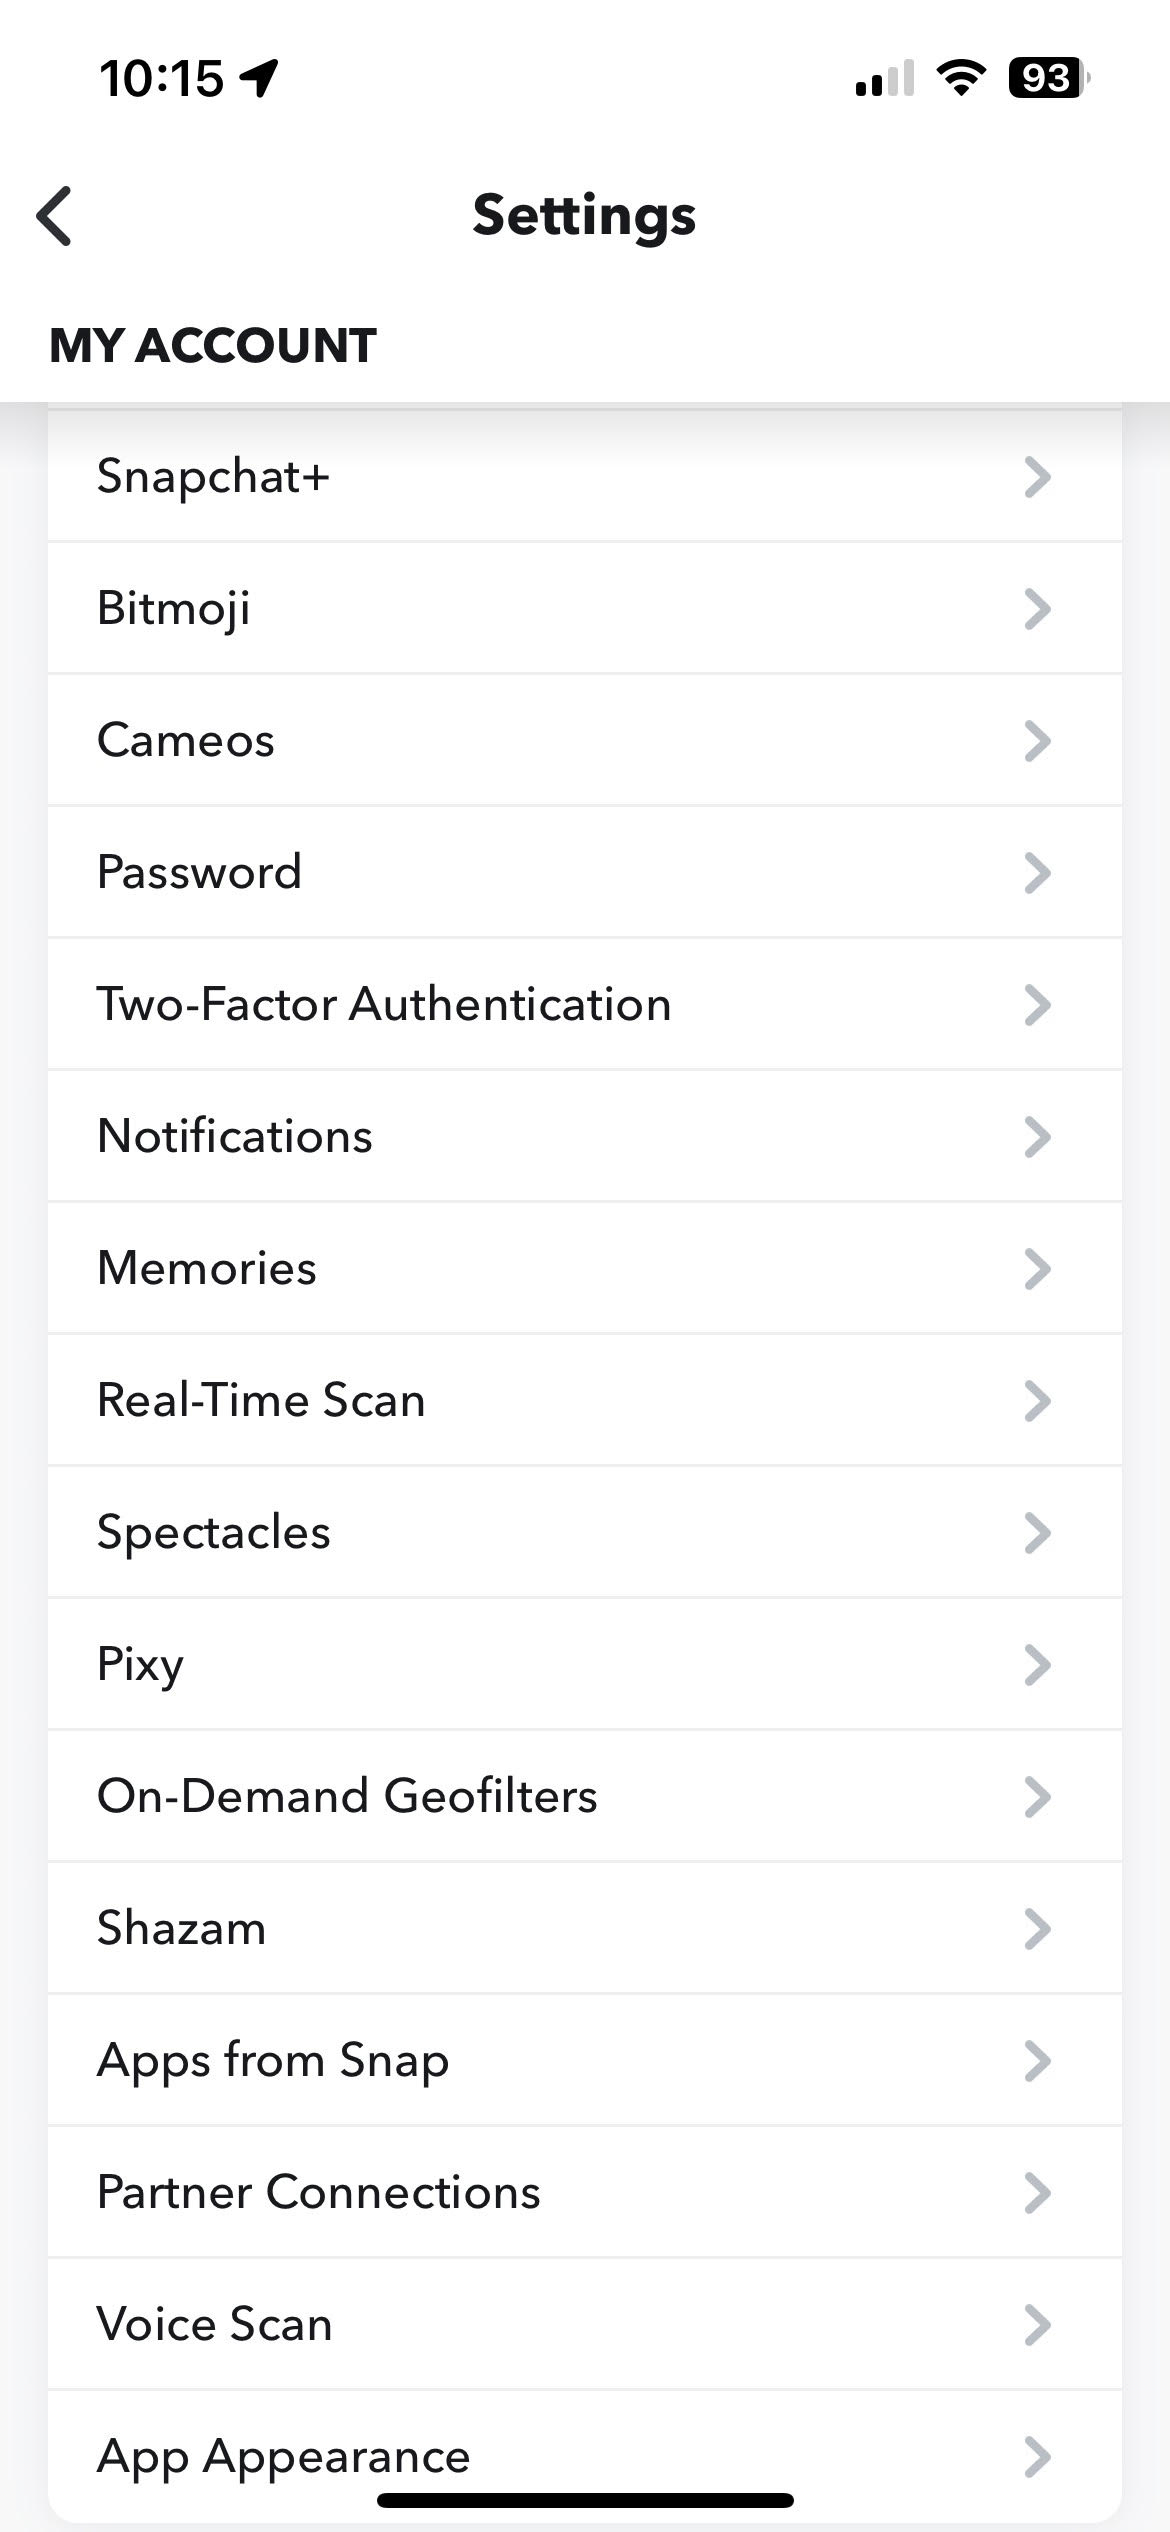 10:15
93
Settings
MY ACCOUNT
Snapchat+
Bitmoji
Cameos
Password
Two-Factor Authentication
Notifications
Memories
Real-Time Scan
Spectacles
Pixy
On-Demand Geofilters
Shazam
Apps from Snap
Partner Connections
Voice Scan
App Appearance